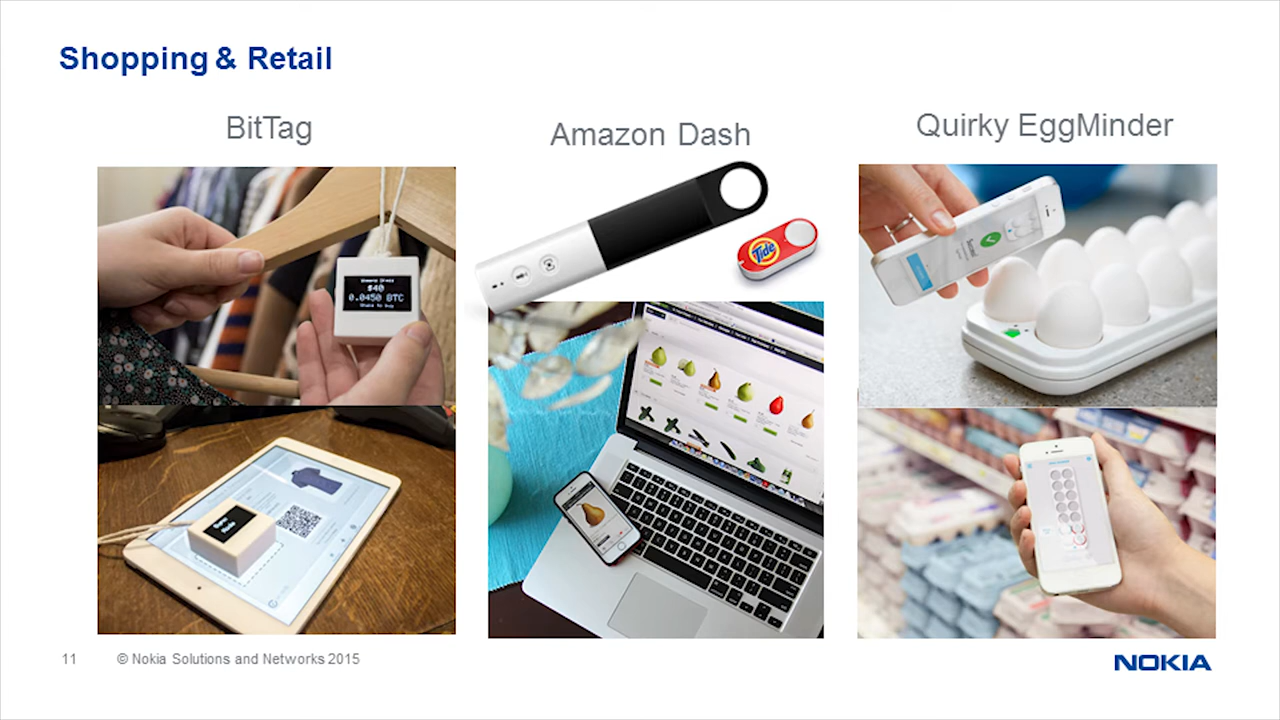 Shopping & Retail
BitTag
Amazon Dash
Quirky EggMinder
$40
0.0450 BTC
Tide
11
© Nokia Solutions and Networks 2015
NOKIA